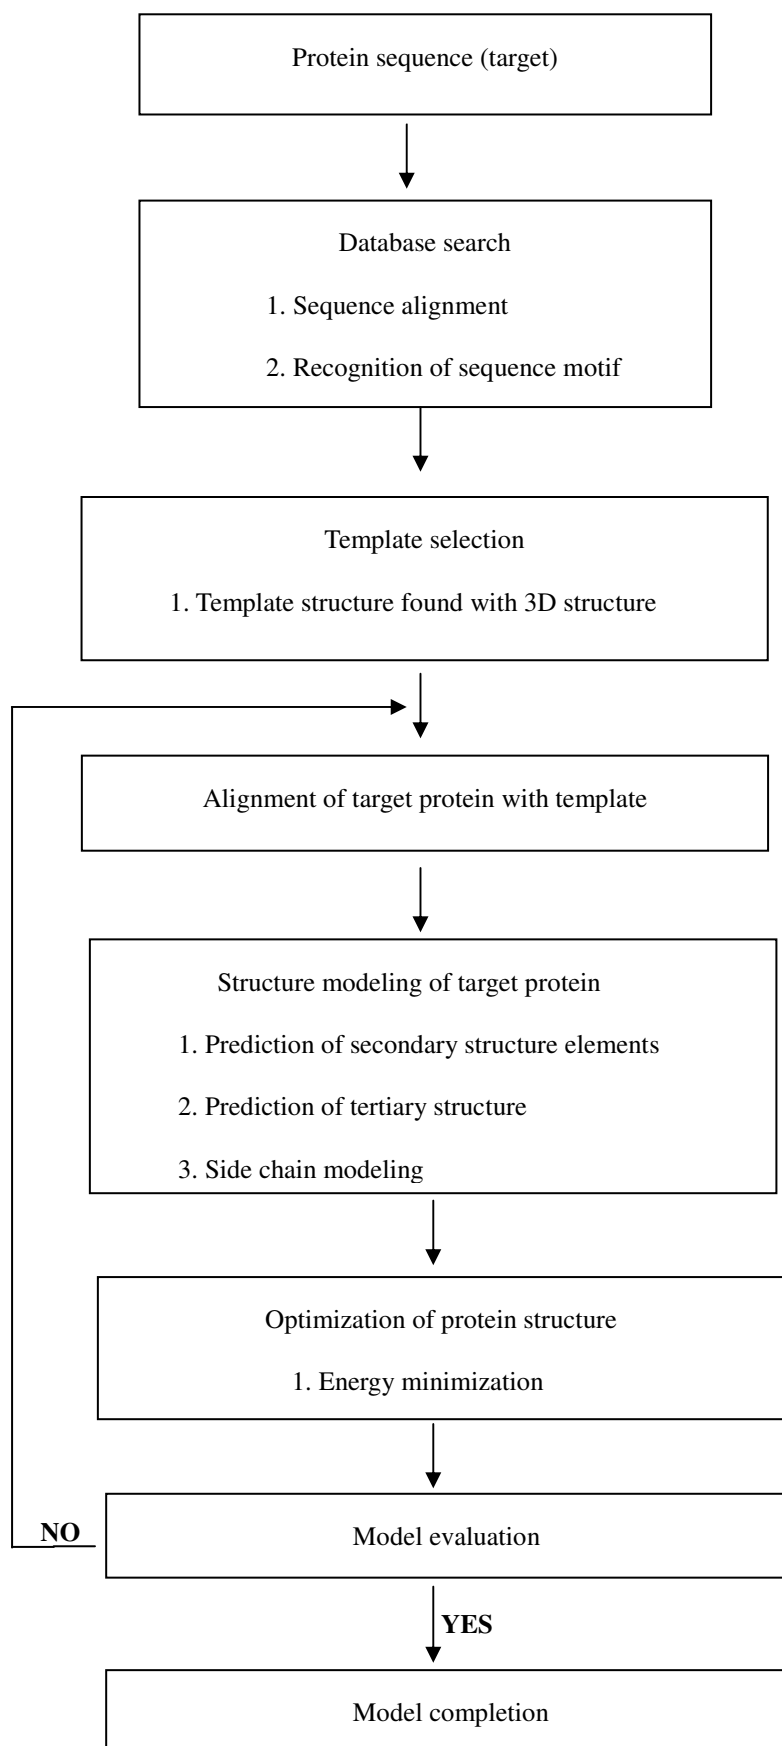 Protein sequence (target)
Database search
1. Sequence alignment
2. Recognition of sequence motif
Template selection
1. Template structure found with 3D structure
Alignment of target protein with template
Structure modeling of target protein
1. Prediction of secondary structure elements
2. Prediction of tertiary structure
3. Side chain modeling
Optimization of protein structure
1. Energy minimization
NO
Model evaluation
YES
Model completion